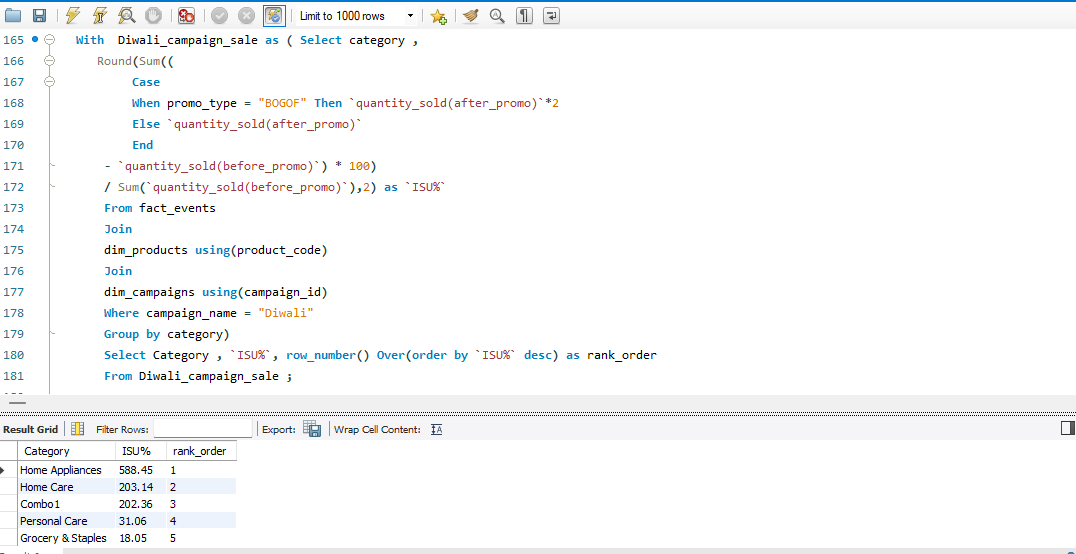 Limit to 1000 rows
165 With Diwali_campaign_sale as ( Select category ,
166 Round(Sum((
167 Case
168 When promo_type = "BOGOF" Then `quantity_sold(after_promo)`*2
169 Else `quantity_sold(after_promo)`
170 End
171 - `quantity_sold(before_promo)`) * 100)
172 / Sum(`quantity_sold(before_promo)`),2) as `ISU%`
173 From fact_events
174 Join
175 dim_products using(product_code)
176 Join
177 dim_campaigns using(campaign_id)
178 Where campaign_name = "Diwali"
179 Group by category)
180 Select Category , `ISU%`, row_number() Over(order by `ISU%` desc) as rank_order
181 From Diwali_campaign_sale ;
Result Grid Filter Rows: Export: Wrap Cell Content:
Category ISU% rank_order
Home Appliances 588.45 1
Home Care 203.14 2
Combo1 202.36 3
Personal Care 31.06 4
Grocery & Staples 18.05 5